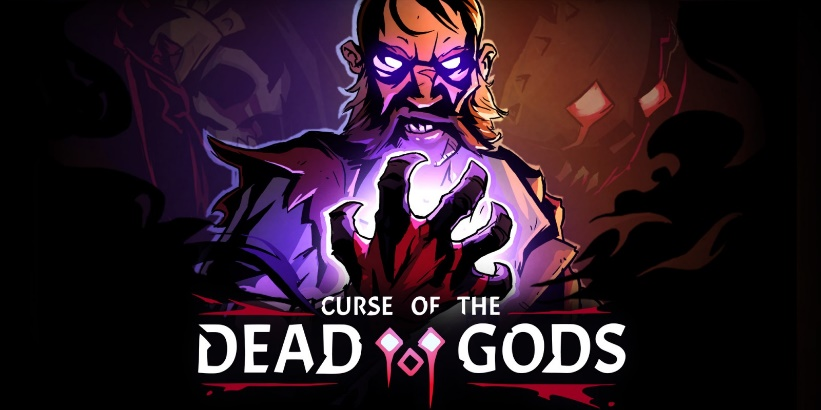 CURSE OF THE
DEAD GODS